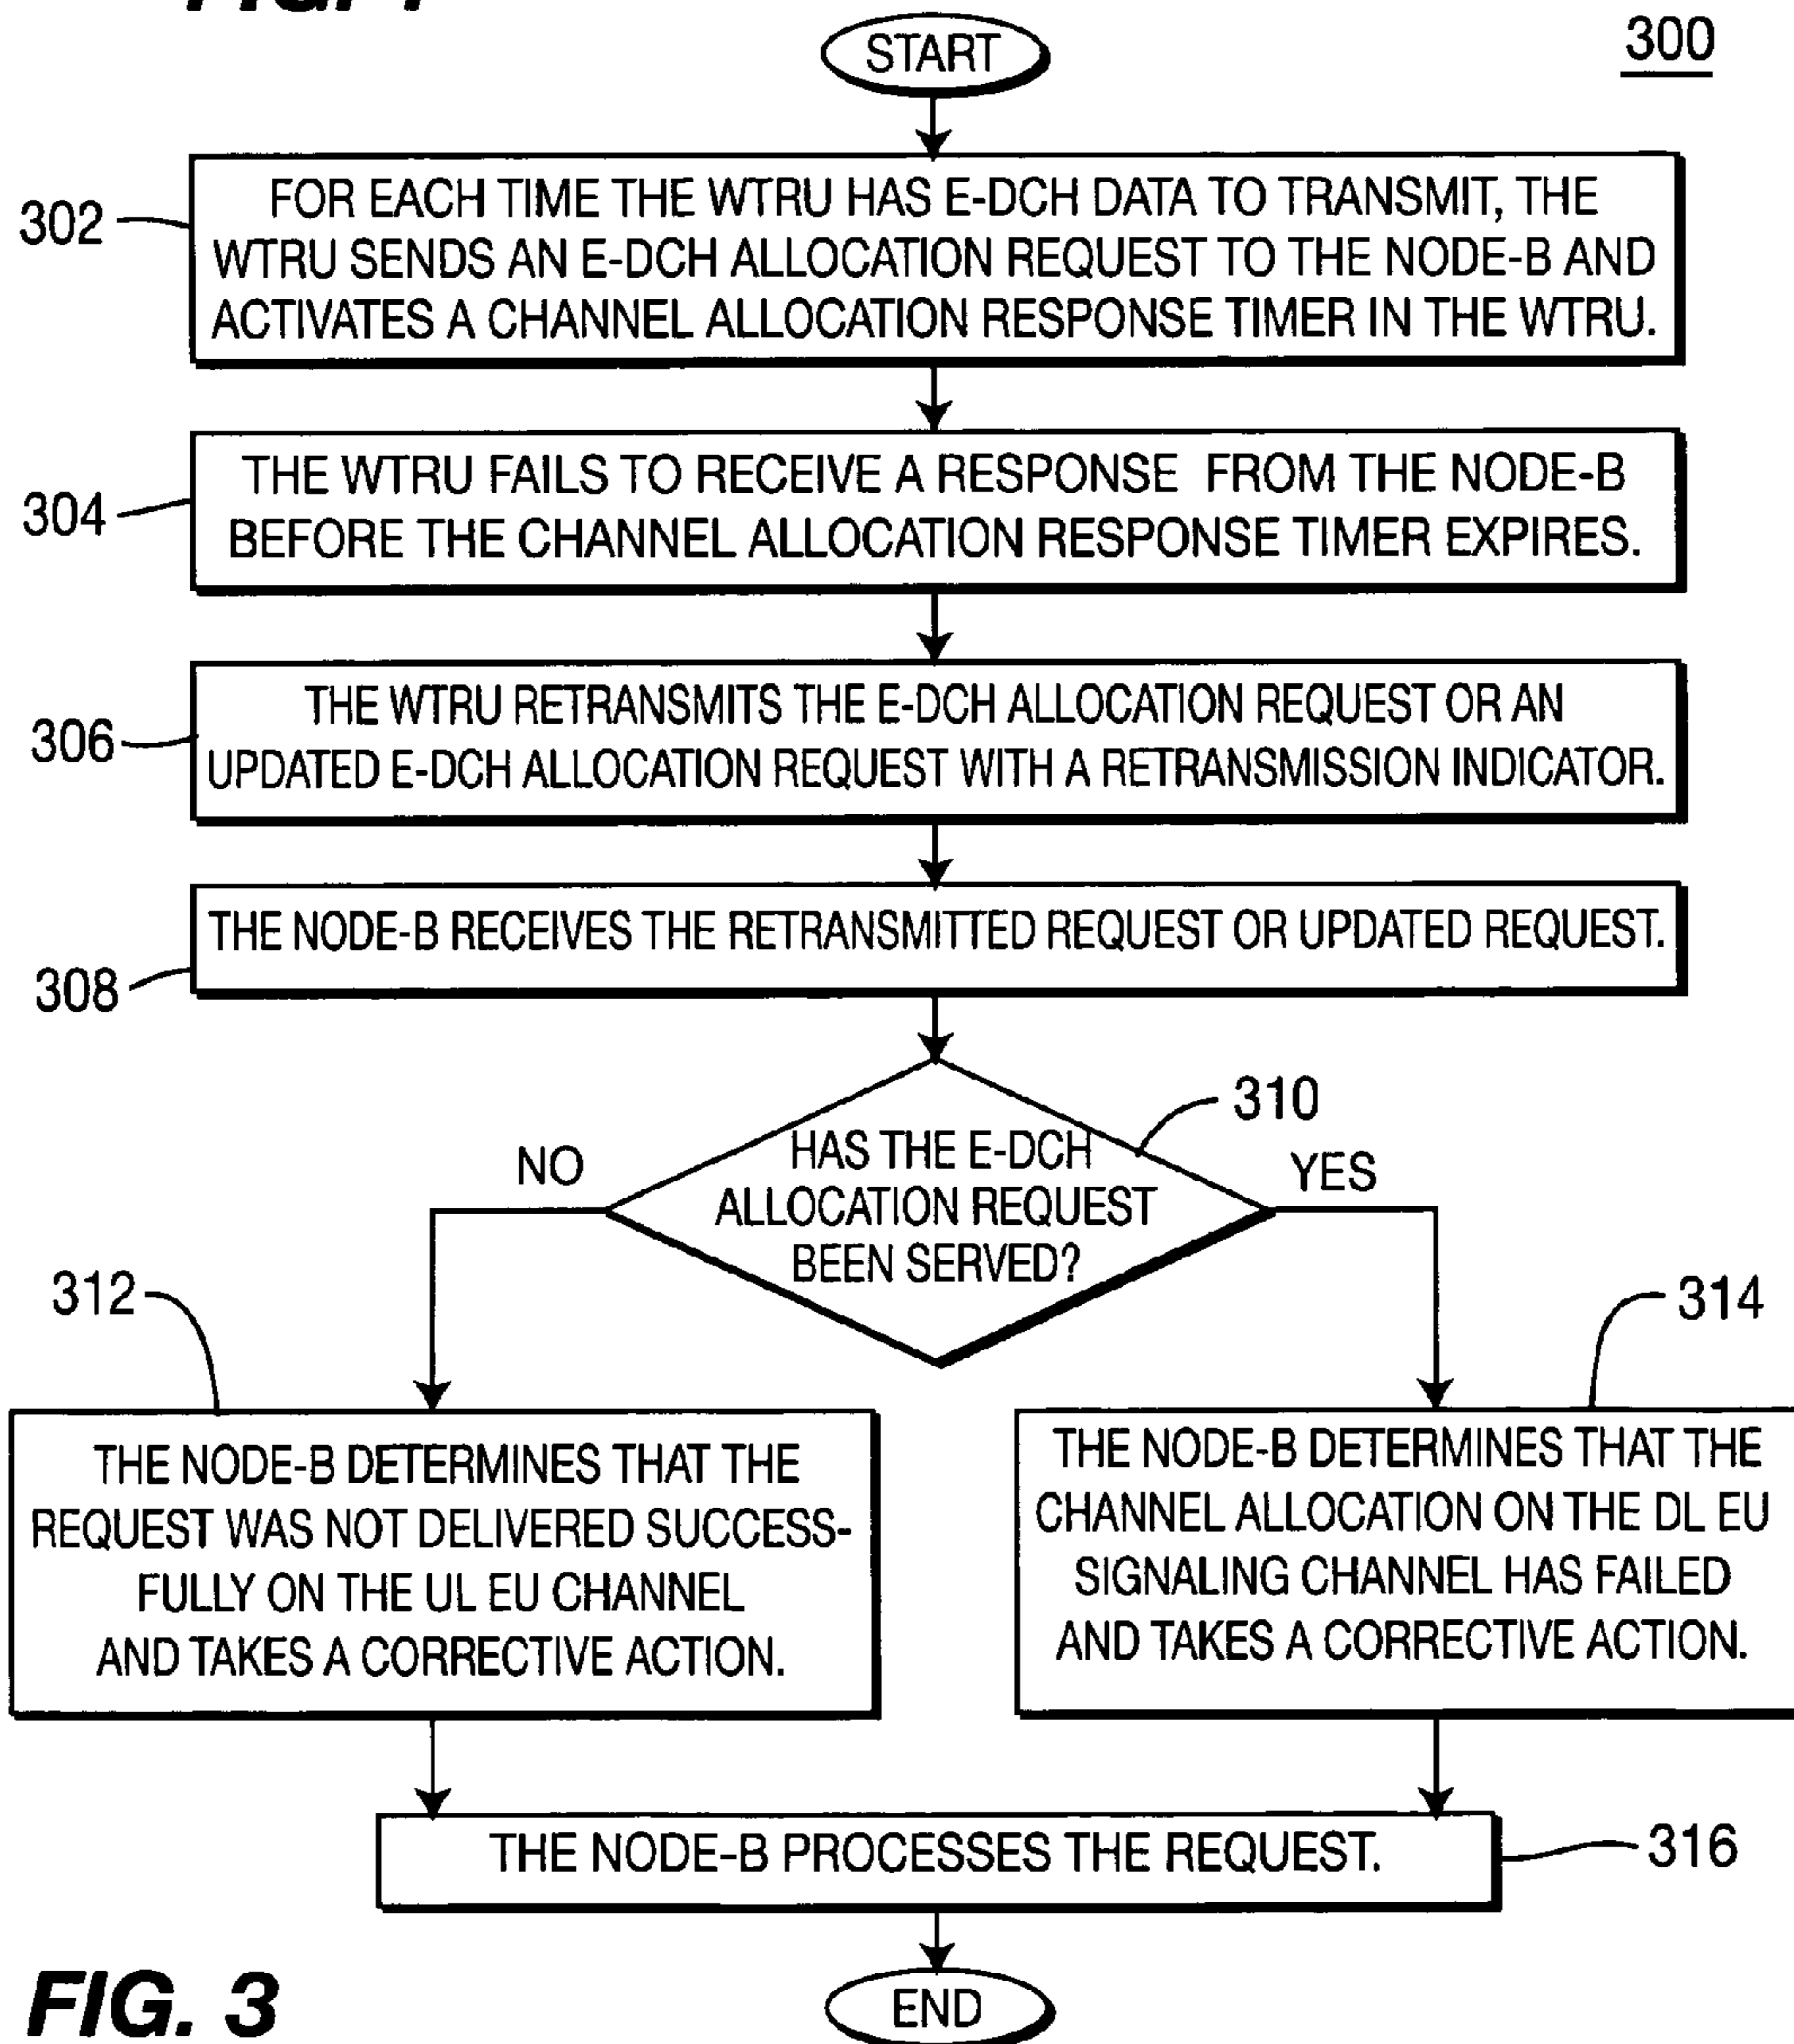 START
300
302
FOR EACH TIME THE WTRU HAS E-DCH DATA TO TRANSMIT, THE
WTRU SENDS AN E-DCH ALLOCATION REQUEST TO THE NODE-B AND
ACTIVATES A CHANNEL ALLOCATION RESPONSE TIMER IN THE WTRU.
304
THE WTRU FAILS TO RECEIVE A RESPONSE FROM THE NODE-B
BEFORE THE CHANNEL ALLOCATION RESPONSE TIMER EXPIRES.
306
THE WTRU RETRANSMITS THE E-DCH ALLOCATION REQUEST OR AN
UPDATED E-DCH ALLOCATION REQUEST WITH A RETRANSMISSION INDICATOR.
308
THE NODE-B RECEIVES THE RETRANSMITTED REQUEST OR UPDATED REQUEST.
310
HAS THE E-DCH
ALLOCATION REQUEST
BEEN SERVED?
NO
YES
312
THE NODE-B DETERMINES THAT THE
REQUEST WAS NOT DELIVERED SUCCESS-
FULLY ON THE UL EU CHANNEL
AND TAKES A CORRECTIVE ACTION.
314
THE NODE-B DETERMINES THAT THE
CHANNEL ALLOCATION ON THE DL EU
SIGNALING CHANNEL HAS FAILED
AND TAKES A CORRECTIVE ACTION.
THE NODE-B PROCESSES THE REQUEST.
316
END
FIG. 3